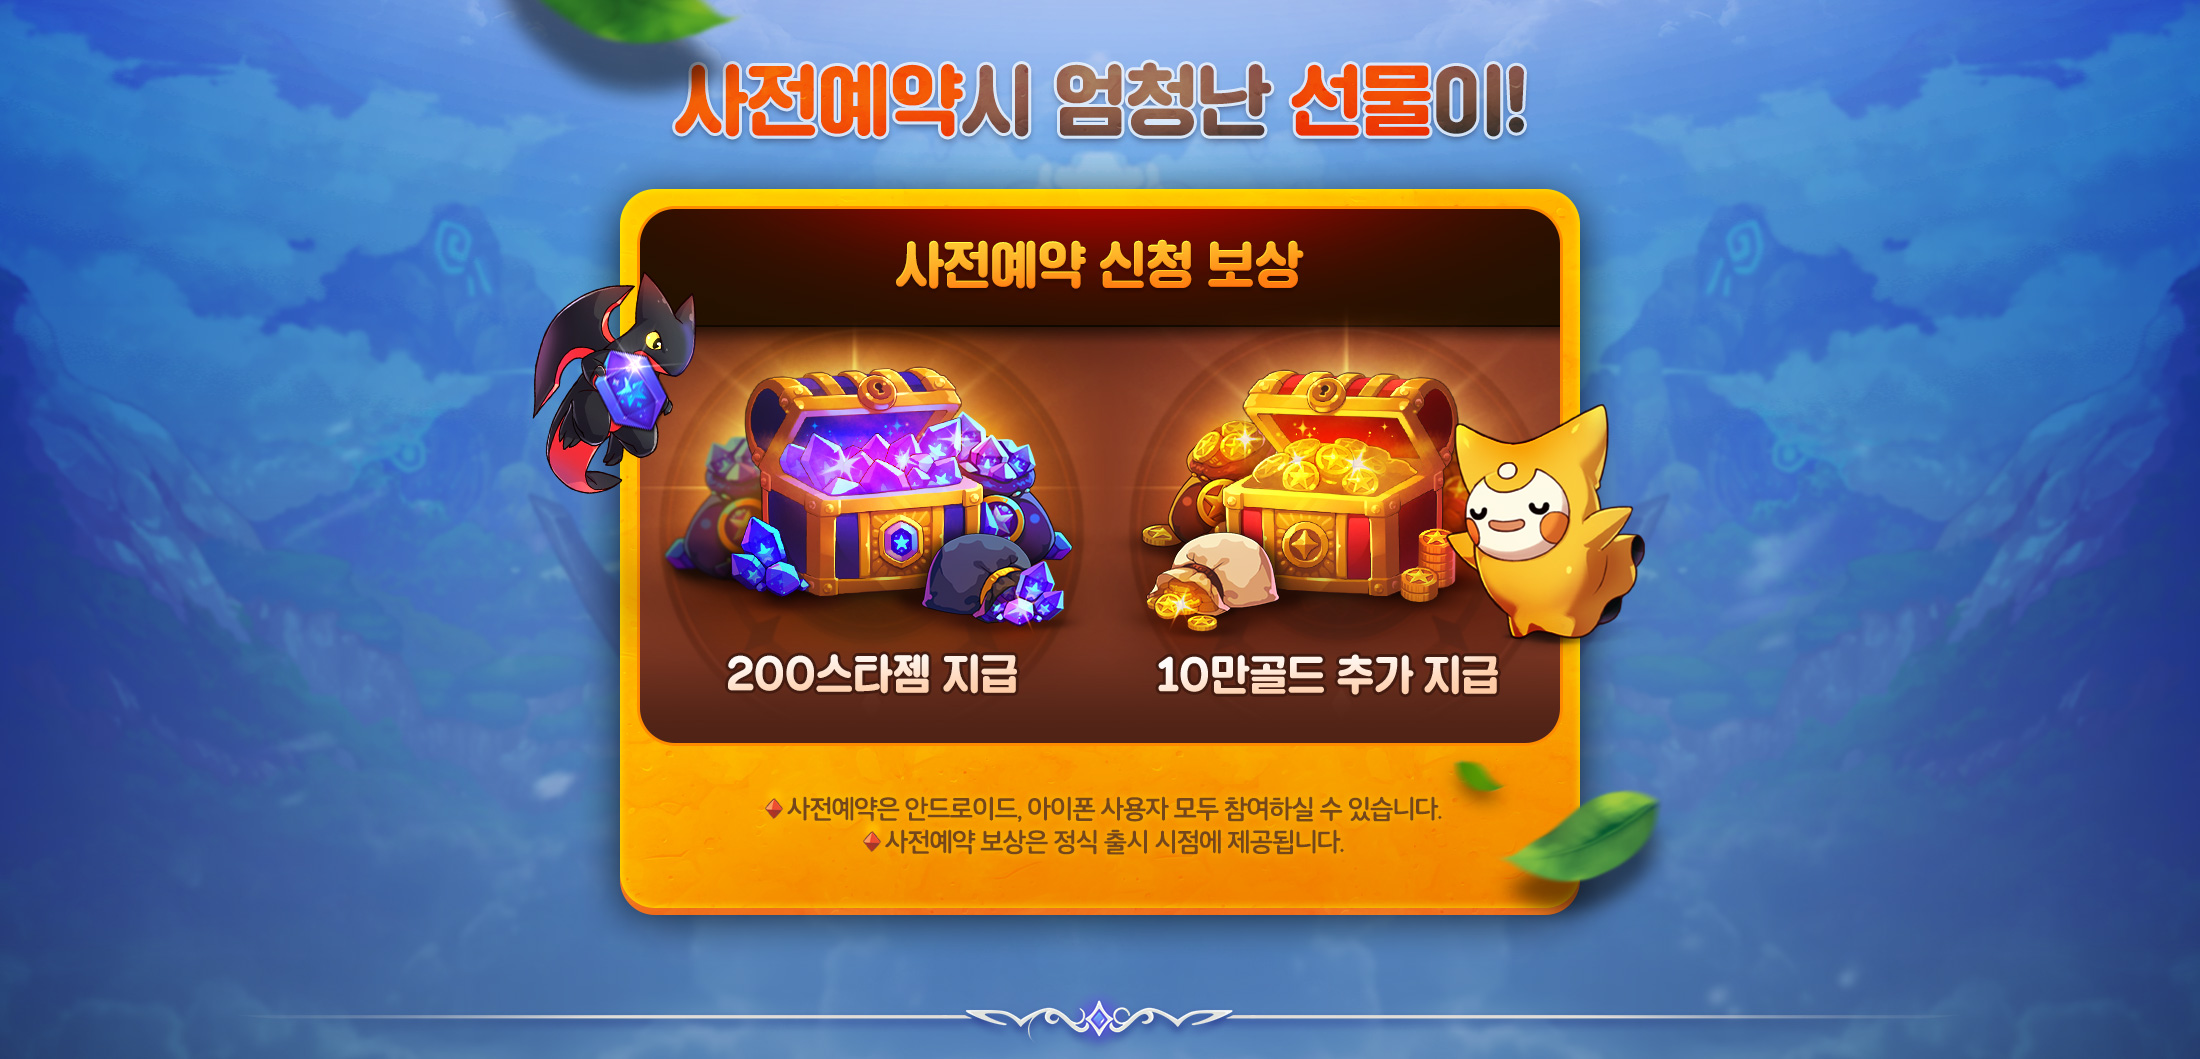 사전예약시 엄청난 선물이!
사전예약 신청 보상
200스타젬 지급
10만골드 추가 지급
사전예약은 안드로이드, 아이폰 사용자 모두 참여하실 수 있습니다.
사전예약 보상은 정식 출시 시점에 제공됩니다.